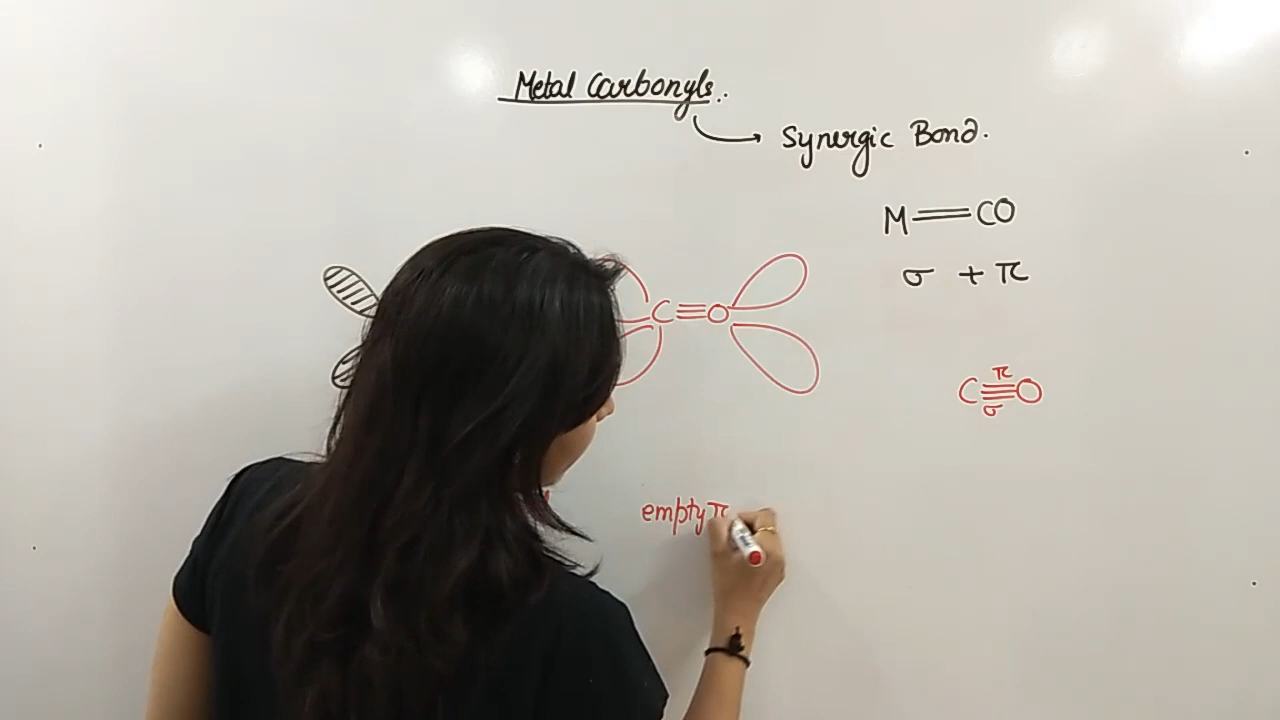 Metal Carbonyls.
Synergic Bond.
M=CO
σ + π
C≡O
π
C≡O
σ
empty π